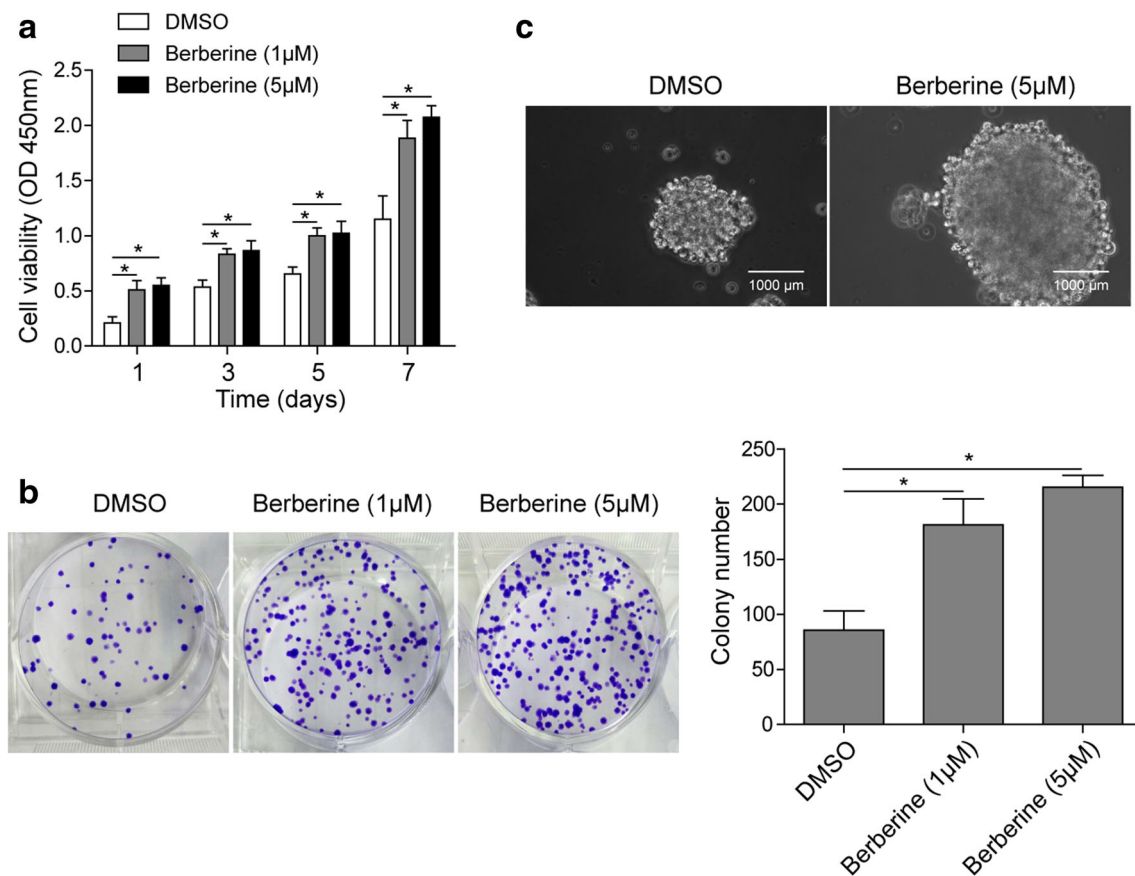 a
DMSO
Berberine (1μM)
Berberine (5μM)
Cell viability (OD 450nm)
2.5
2.0
1.5
1.0
0.5
0.0
* * * * * * * *
1 3 5 7
Time (days)
c
DMSO Berberine (5μM)
1000 μm 1000 μm
b
DMSO Berberine (1μM) Berberine (5μM)
Colony number
250
200
150
100
50
0
*
*
DMSO
Berberine (1μM)
Berberine (5μM)